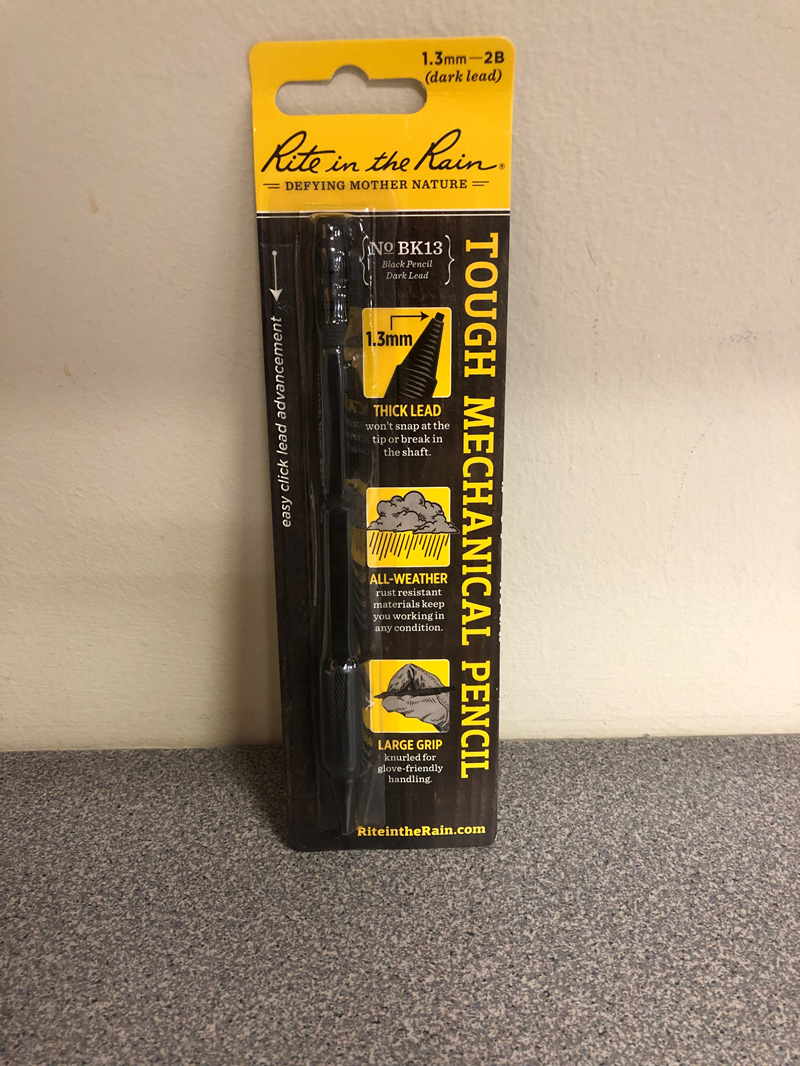 1.3mm—2B
(dark lead)
Rite in the Rain®
DEFYING MOTHER NATURE
No BK13
Black Pencil
Dark Lead
easy click lead advancement
TOUGH MECHANICAL PENCIL
1.3mm
THICK LEAD
won't snap at the
tip or break in
the shaft.
ALL-WEATHER
rust resistant
materials keep
you working in
any condition.
LARGE GRIP
knurled for
glove-friendly
handling.
RiteintheRain.com